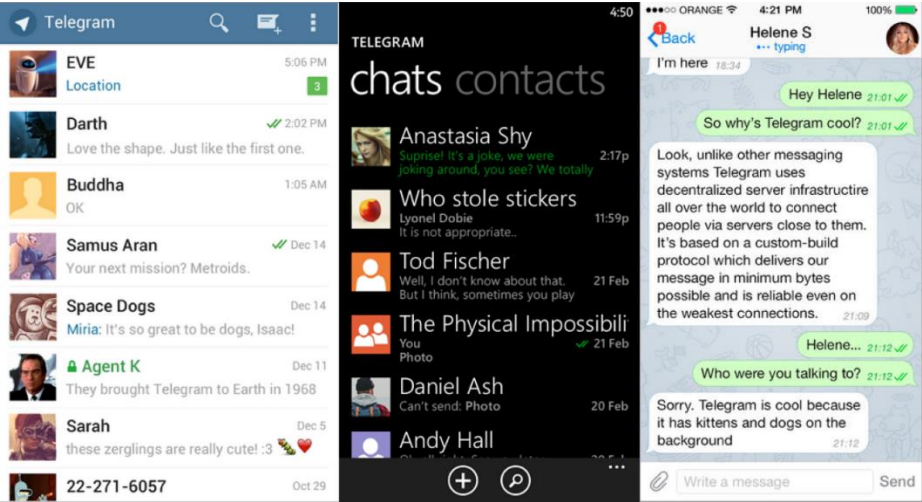 Telegram
EVE
5:06 PM
Location
3
Darth
2:02 PM
Love the shape. Just like the first one.
Buddha
1:05 AM
OK
Samus Aran
Dec 14
Your next mission? Metroids.
Space Dogs
Dec 14
Miria: It's so great to be dogs, Isaac!
Agent K
Dec 11
They brought Telegram to Earth in 1968
Sarah
Dec 5
these zerglings are really cute! :3
22-271-6057
Oct 29
4:50
TELEGRAM
chats contacts
Anastasia Shy
Suprise! It's a joke, we were
2:17p
joking around, you see? We totally
Who stole stickers
Lyonel Dobie
11:59p
It is not appropriate..
Tod Fischer
Well, I don't know about that.
21 Feb
But I think, sometimes you play
The Physical Impossibili
You
21 Feb
Photo
Daniel Ash
Can't send: Photo
20 Feb
Andy Hall
ORANGE
4:21 PM
100%
1
Back
Helene S
typing
I'm here 18:34
Hey Helene 21:01
So why's Telegram cool? 21:01
Look, unlike other messaging
systems Telegram uses
decentralized server infrastructire
all over the world to connect
people via servers close to them.
It's based on a custom-build
protocol which delivers our
message in minimum bytes
possible and is reliable even on
the weakest connections. 21:09
Helene... 21:12
Who were you talking to? 21:12
Sorry. Telegram is cool because
it has kittens and dogs on the
background 21:12
Write a message
Send